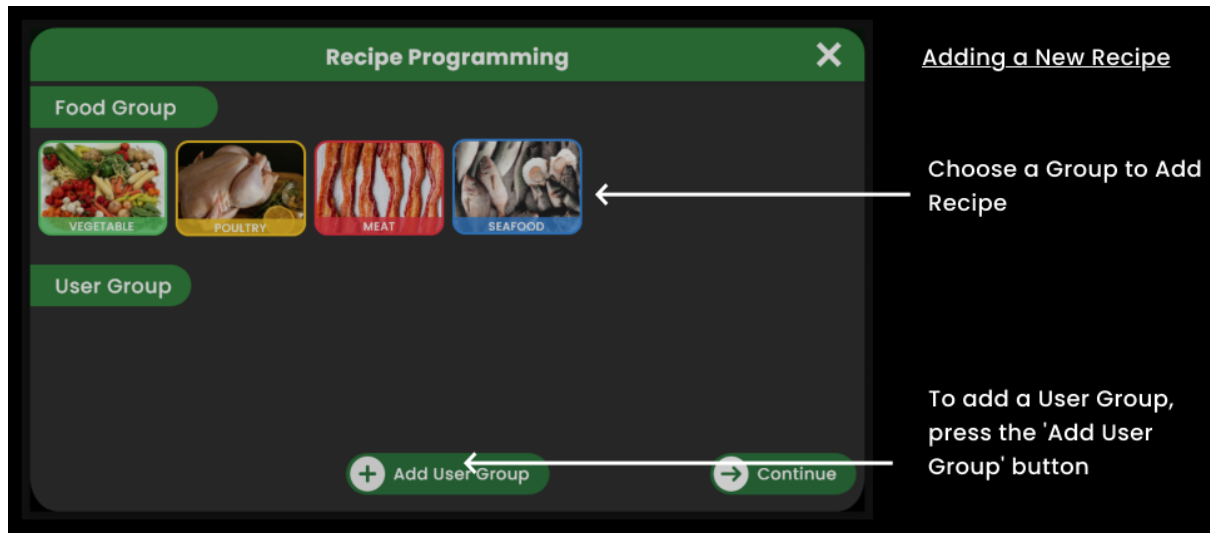 Recipe Programming
Adding a New Recipe
Food Group
VEGETABLE
POULTRY
MEAT
SEAFOOD
Choose a Group to Add
Recipe
User Group
To add a User Group,
press the 'Add User
Group' button
Add User Group
Continue